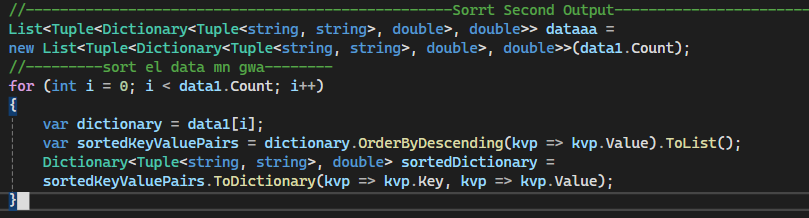 //-------------------------------------------------Sorrt Second Output----------------------
List<Tuple<Dictionary<Tuple<string, string>, double>, double>> dataaa =
new List<Tuple<Dictionary<Tuple<string, string>, double>, double>>(data1.Count);
//---------sort el data mn gwa--------
for (int i = 0; i < data1.Count; i++)
{
var dictionary = data1[i];
var sortedKeyValuePairs = dictionary.OrderByDescending(kvp => kvp.Value).ToList();
Dictionary<Tuple<string, string>, double> sortedDictionary =
sortedKeyValuePairs.ToDictionary(kvp => kvp.Key, kvp => kvp.Value);
}